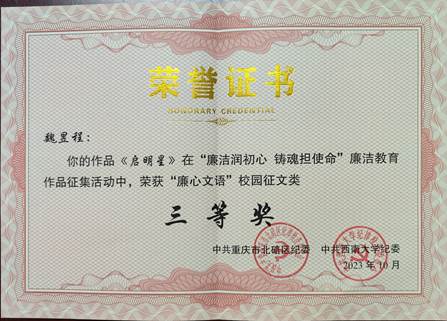 荣誉证书
HONORARY CREDENTIAL
魏昱程：
你的作品《启明星》在“廉洁润初心 铸魂担使命”廉洁教育
作品征集活动中，荣获“廉心文语”校园征文类
三等奖
中共重庆市北碚区纪委 中共西南大学纪委
2023年10月